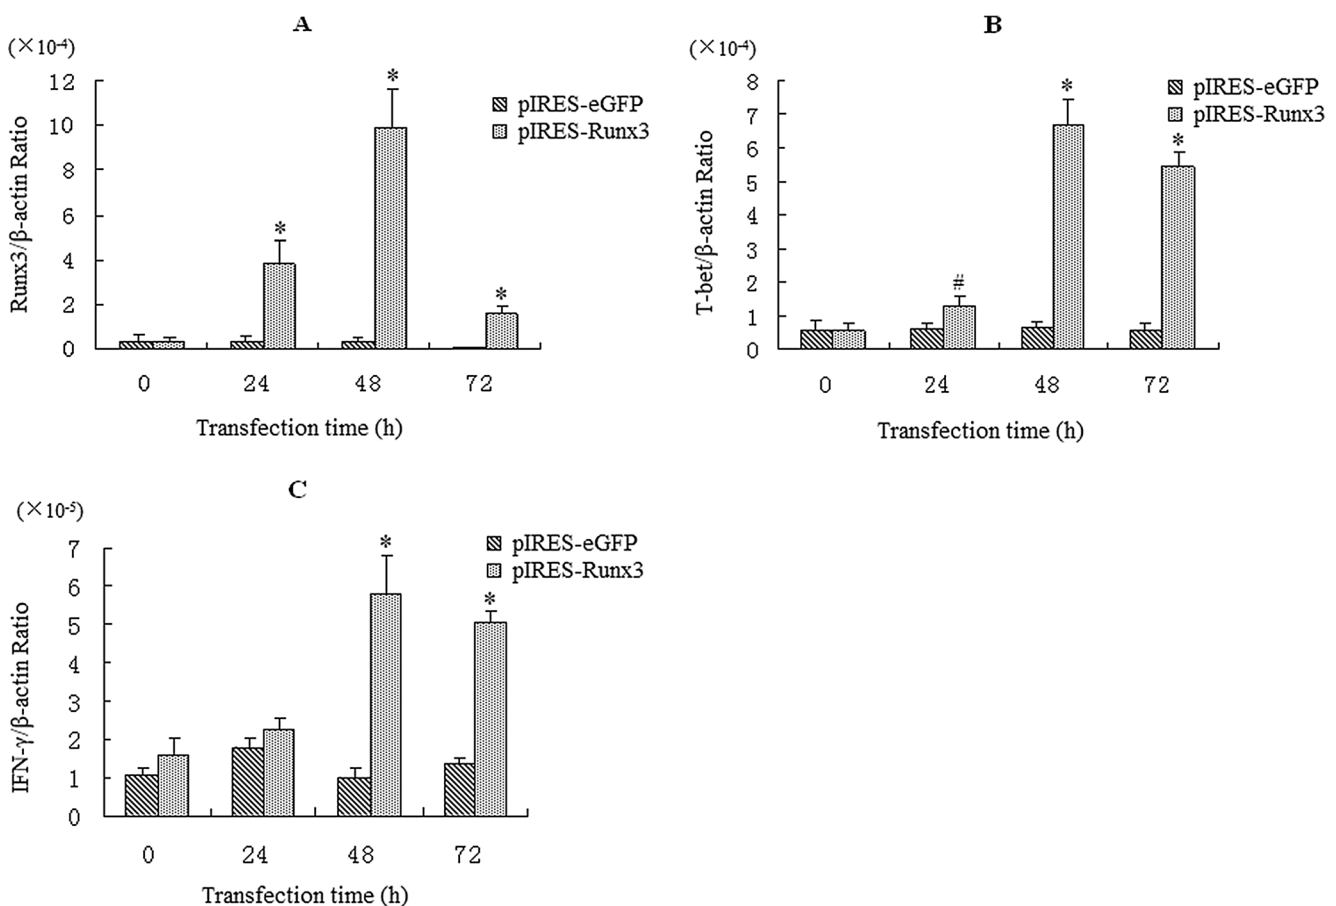 A
(×10-4)
Runx3/β-actin Ratio
12
10
8
6
4
2
0
*
*
*
pIRES-eGFP
pIRES-Runx3
0 24 48 72
Transfection time (h)
B
(×10-4)
T-bet/β-actin Ratio
8
7
6
5
4
3
2
1
0
#
*
*
pIRES-eGFP
pIRES-Runx3
0 24 48 72
Transfection time (h)
C
(×10-5)
IFN-γ/β-actin Ratio
7
6
5
4
3
2
1
0
*
*
pIRES-eGFP
pIRES-Runx3
0 24 48 72
Transfection time (h)